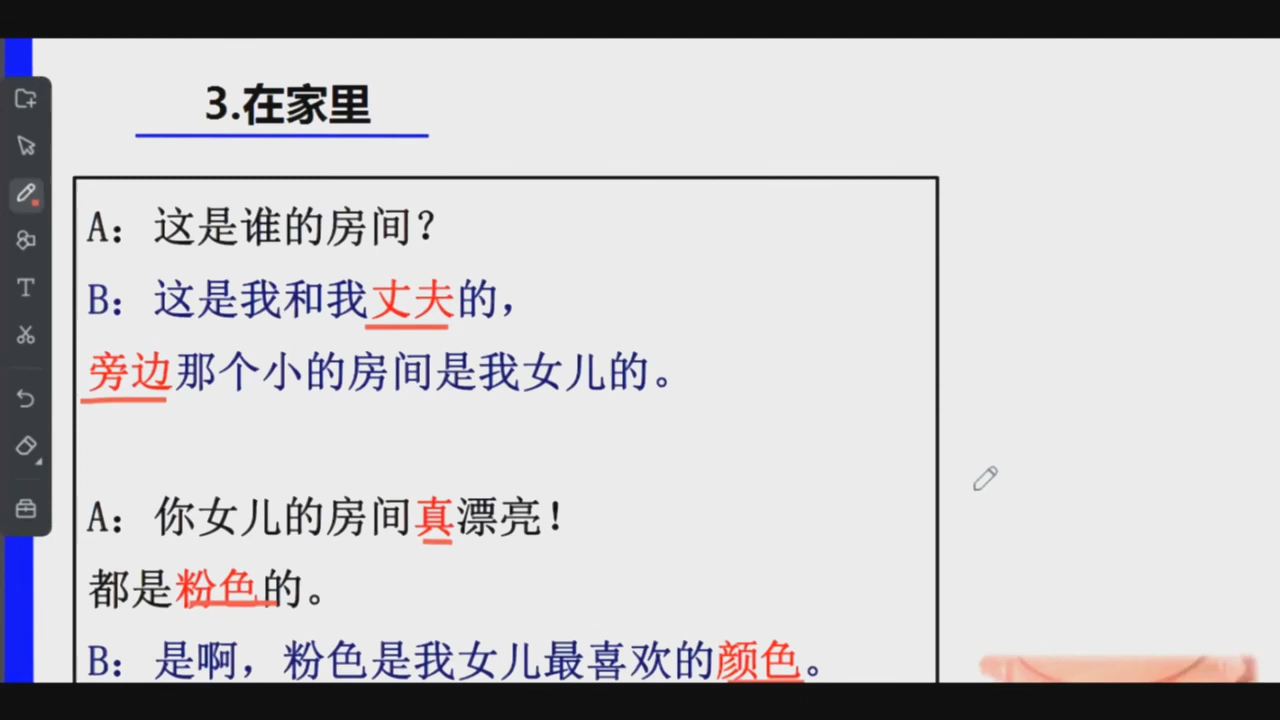 3.在家里
A：这是谁的房间？
B：这是我和我丈夫的，
旁边那个小的房间是我女儿的。
A：你女儿的房间真漂亮！
都是粉色的。
B：是啊，粉色是我女儿最喜欢的颜色。